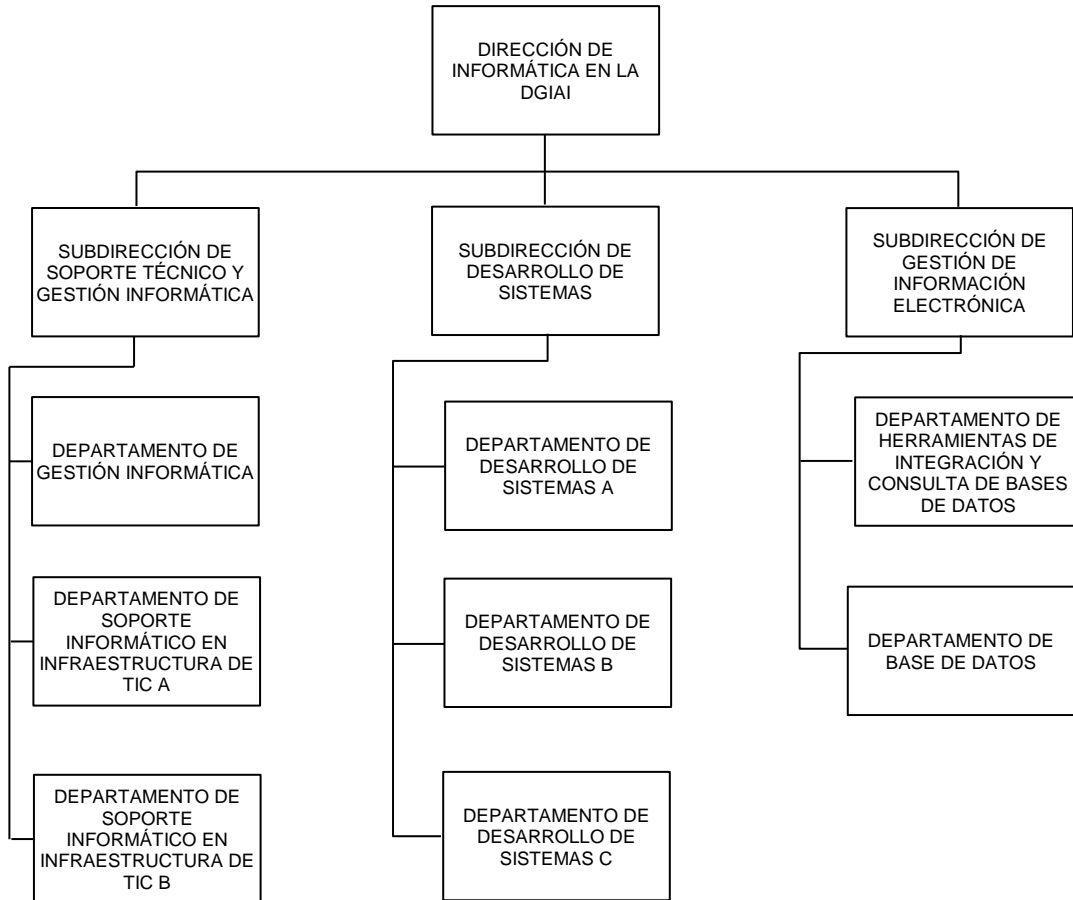 DIRECCIÓN DE
INFORMÁTICA EN LA
DGIAI
SUBDIRECCIÓN DE
SOPORTE TÉCNICO Y
GESTIÓN INFORMÁTICA
SUBDIRECCIÓN DE
DESARROLLO DE
SISTEMAS
SUBDIRECCIÓN DE
GESTIÓN DE
INFORMACIÓN
ELECTRÓNICA
DEPARTAMENTO DE
GESTIÓN INFORMÁTICA
DEPARTAMENTO DE
SOPORTE
INFORMÁTICO EN
INFRAESTRUCTURA DE
TIC A
DEPARTAMENTO DE
SOPORTE
INFORMÁTICO EN
INFRAESTRUCTURA DE
TIC B
DEPARTAMENTO DE
DESARROLLO DE
SISTEMAS A
DEPARTAMENTO DE
DESARROLLO DE
SISTEMAS B
DEPARTAMENTO DE
DESARROLLO DE
SISTEMAS C
DEPARTAMENTO DE
HERRAMIENTAS DE
INTEGRACIÓN Y
CONSULTA DE BASES
DE DATOS
DEPARTAMENTO DE
BASE DE DATOS